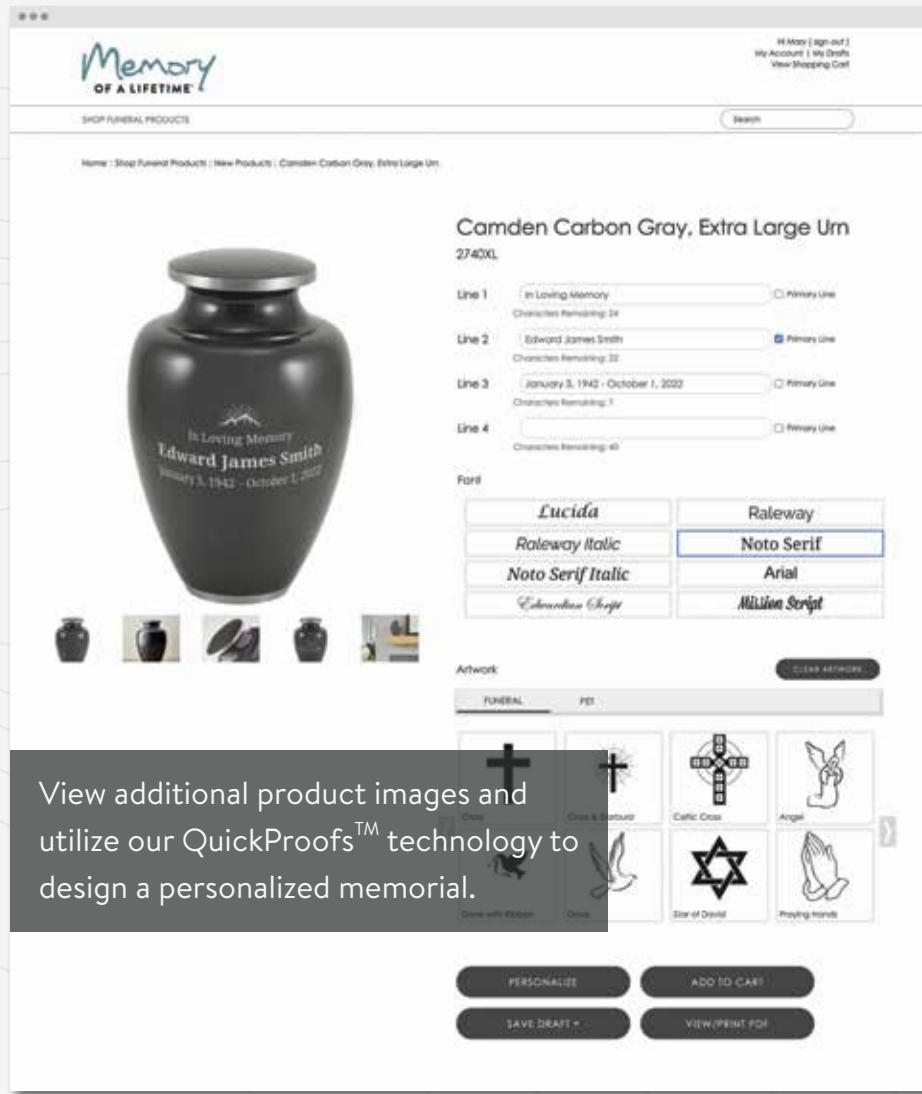 Memory
OF A LIFETIME
Hi Mary [ sign out ]
My Account | My Drafts
View Shopping Cart
SHOP FUNERAL PRODUCTS
Search
Home : Shop Funeral Products : New Products : Camden Carbon Gray, Extra Large Urn
Camden Carbon Gray, Extra Large Urn
2740XL
Line 1 In Loving Memory Primary Line
Characters Remaining: 24
Line 2 Edward James Smith Primary Line
Characters Remaining: 22
Line 3 January 3, 1942 - October 1, 2022 Primary Line
Characters Remaining: 7
Line 4 Primary Line
Characters Remaining: 40
In Loving Memory
Edward James Smith
January 3, 1942 - October 1, 2022
Font
Lucida Raleway
Raleway Italic Noto Serif
Noto Serif Italic Arial
Edwardian Script Mission Script
Artwork CLEAR ARTWORK
FUNERAL PET
Cross Cross & Starburst Celtic Cross Angel
Dove with Ribbon Dove Star of David Praying Hands
View additional product images and
utilize our QuickProofs™ technology to
design a personalized memorial.
PERSONALIZE ADD TO CART
SAVE DRAFT VIEW/PRINT PDF